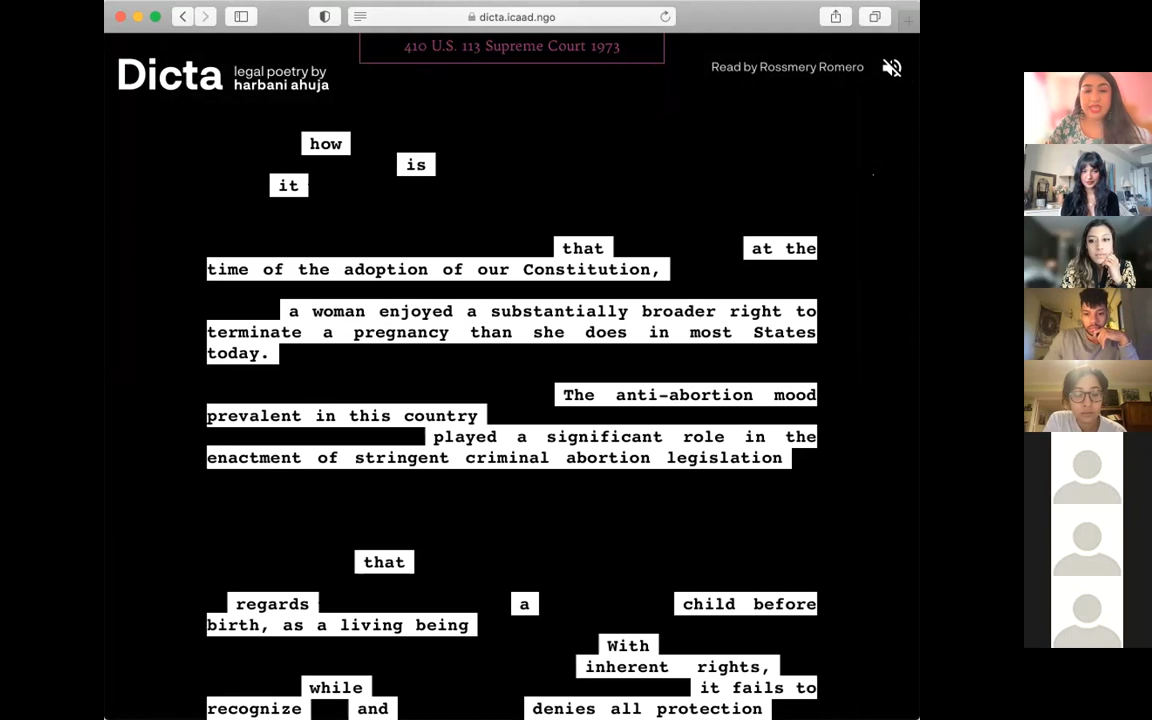 dicta.icaad.ngo
410 U.S. 113 Supreme Court 1973
Dicta
legal poetry by
harbani ahuja
Read by Rossmery Romero
how
is
it
that at the
time of the adoption of our Constitution,
a woman enjoyed a substantially broader right to
terminate a pregnancy than she does in most States
today.
The anti-abortion mood
prevalent in this country
played a significant role in the
enactment of stringent criminal abortion legislation
that
regards a child before
birth, as a living being
With
inherent rights,
while it fails to
recognize and denies all protection